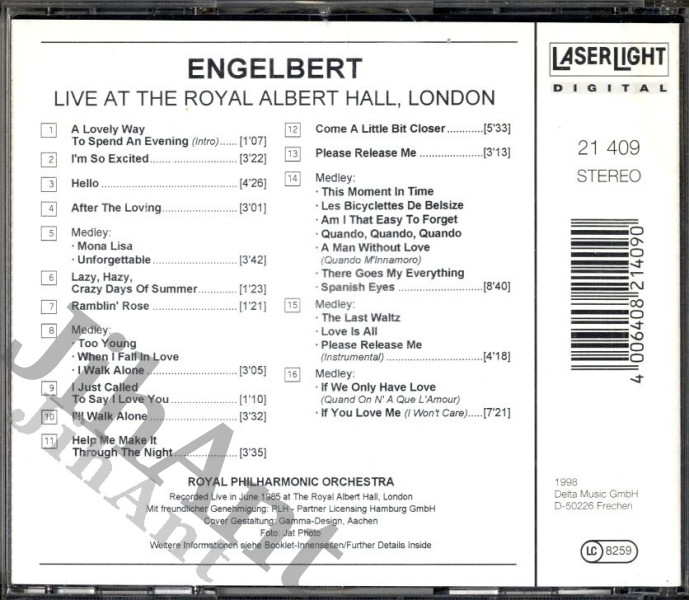 ENGELBERT
LIVE AT THE ROYAL ALBERT HALL, LONDON
1 A Lovely Way
To Spend An Evening (Intro)......[1'07]
2 I'm So Excited......................[3'22]
3 Hello....................................[4'26]
4 After The Loving...................[3'01]
5 Medley:
· Mona Lisa
· Unforgettable.....................[3'42]
6 Lazy, Hazy,
Crazy Days Of Summer..........[1'23]
7 Ramblin' Rose......................[1'21]
8 Medley:
· Too Young
· When I Fall In Love
· I Walk Alone.......................[3'05]
9 I Just Called
To Say I Love You.................[1'10]
10 I'll Walk Alone.....................[3'32]
11 Help Me Make It
Through The Night................[3'35]
12 Come A Little Bit Closer...........[5'33]
13 Please Release Me...................[3'13]
14 Medley:
· This Moment In Time
· Les Bicyclettes De Belsize
· Am I That Easy To Forget
· Quando, Quando, Quando
· A Man Without Love
(Quando M'Innamoro)
· There Goes My Everything
· Spanish Eyes.......................[8'40]
15 Medley:
· The Last Waltz
· Love Is All
· Please Release Me
(Instrumental)........................[4'18]
16 Medley:
· If We Only Have Love
(Quand On N' A Que L'Amour)
· If You Love Me (I Won't Care).....[7'21]
ROYAL PHILHARMONIC ORCHESTRA
Recorded Live in June 1985 at The Royal Albert Hall, London
Mit freundlicher Genehmigung: PLH - Partner Licensing Hamburg GmbH
Cover Gestaltung: Gamma-Design, Aachen
Foto: Jat Photo
Weitere Informationen siehe Booklet-Innenseiten/Further Details Inside
LASERLIGHT
DIGITAL
21 409
STEREO
4 006408 214090
1998
Delta Music GmbH
D-50226 Frechen
LC 8259
JihAnt
JihAnt